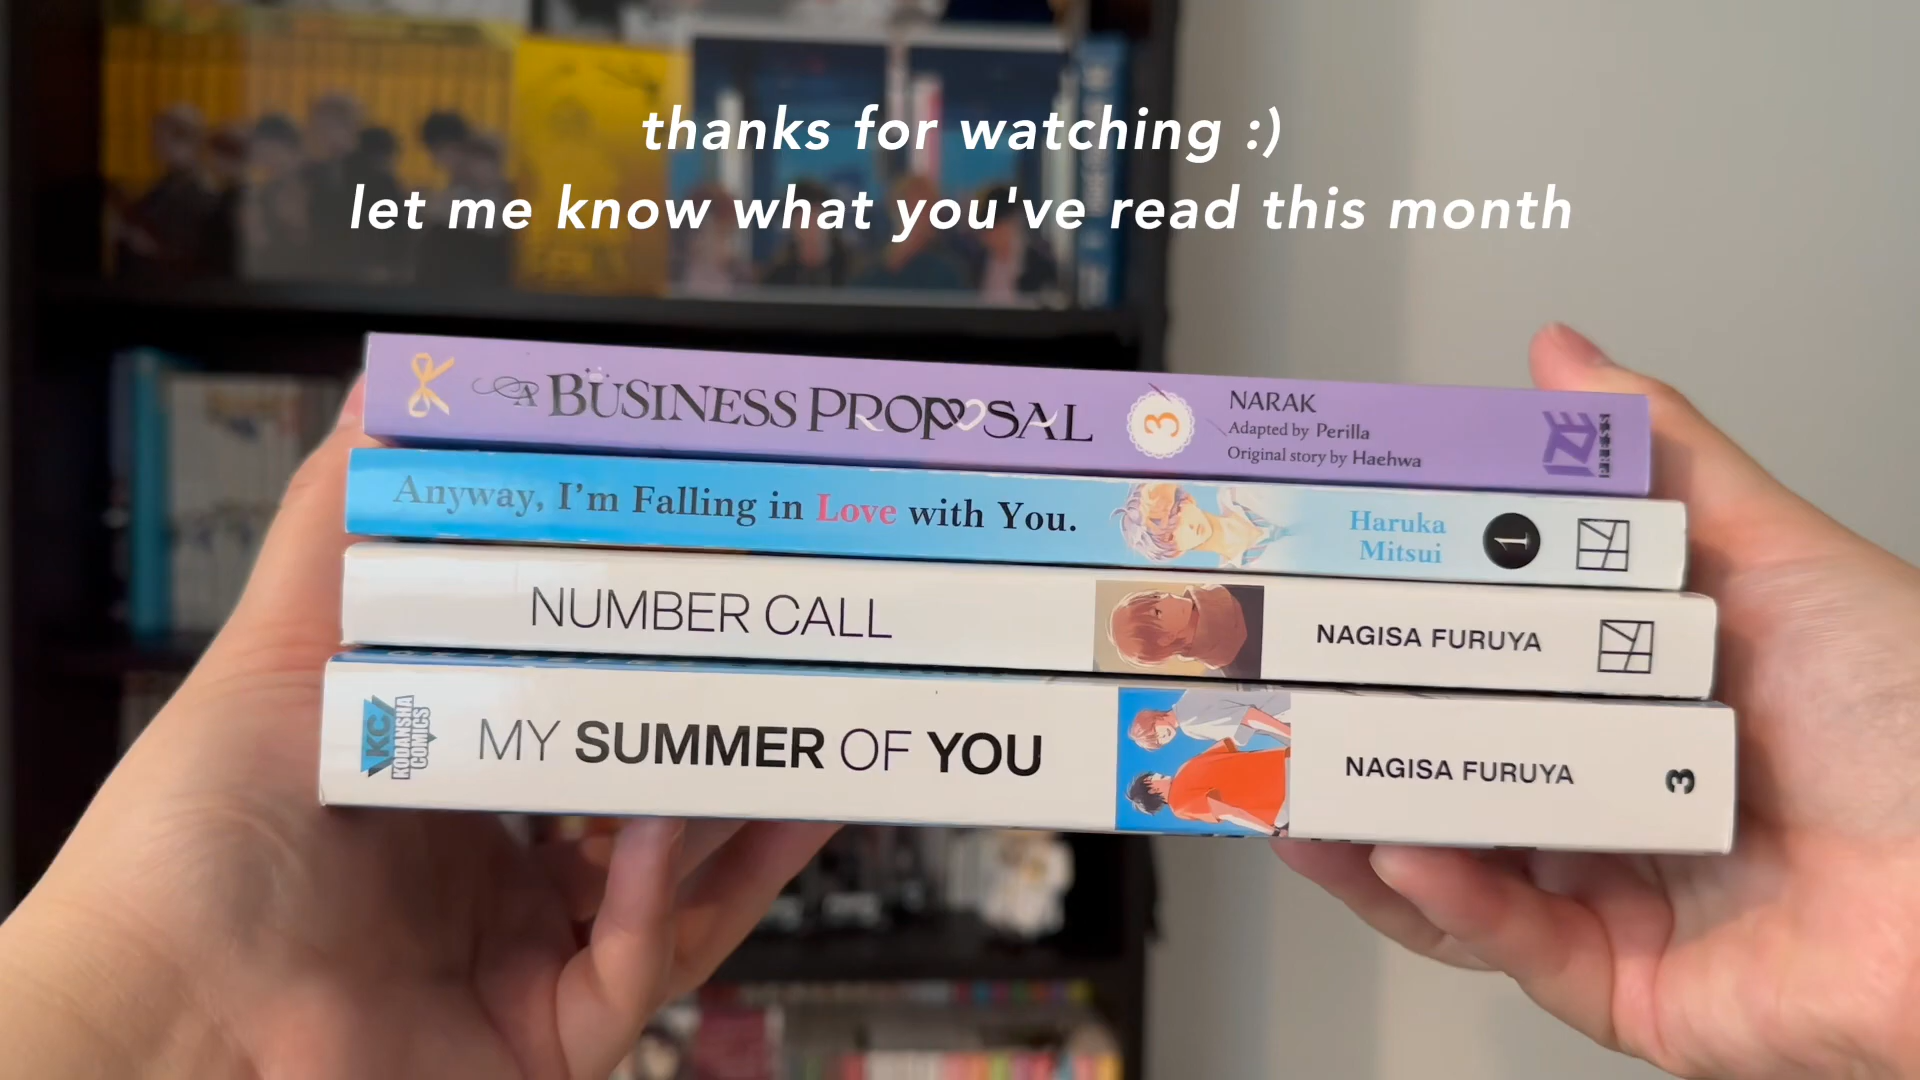 thanks for watching :)
let me know what you've read this month
A BUSINESS PROPOSAL
3
NARAK
Adapted by Perilla
Original story by Haehwa
IZE
PRESS
Anyway, I'm Falling in Love with You.
Haruka
Mitsui
1
NUMBER CALL
NAGISA FURUYA
KC
KODANSHA
COMICS
MY SUMMER OF YOU
NAGISA FURUYA
3